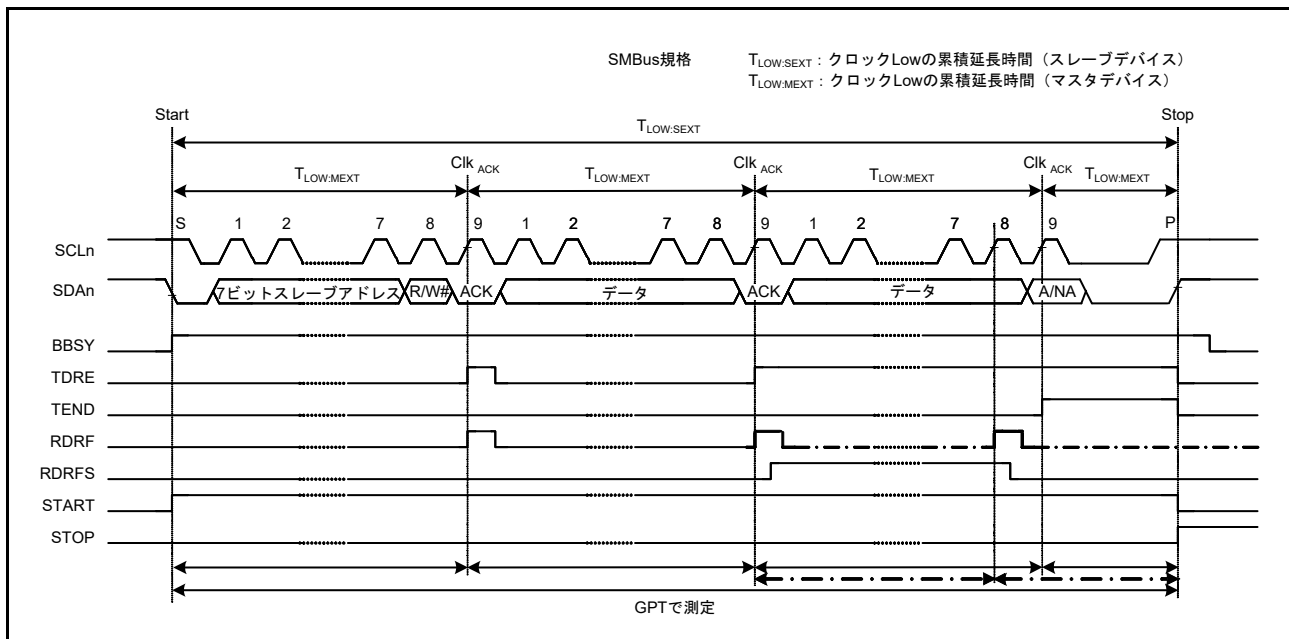 SMBus規格 TLOW:SEXT : クロックLowの累積延長時間（スレーブデバイス）
TLOW:MEXT : クロックLowの累積延長時間（マスタデバイス）
Start Stop
TLOW:SEXT
Clk ACK Clk ACK Clk ACK
TLOW:MEXT TLOW:MEXT TLOW:MEXT TLOW:MEXT
S 1 2 7 8 9 1 2 7 8 9 1 2 7 8 9 P
SCLn
SDAn 7ビットスレーブアドレス R/W# ACK データ ACK データ A/NA
BBSY
TDRE
TEND
RDRF
RDRFS
START
STOP
GPTで測定